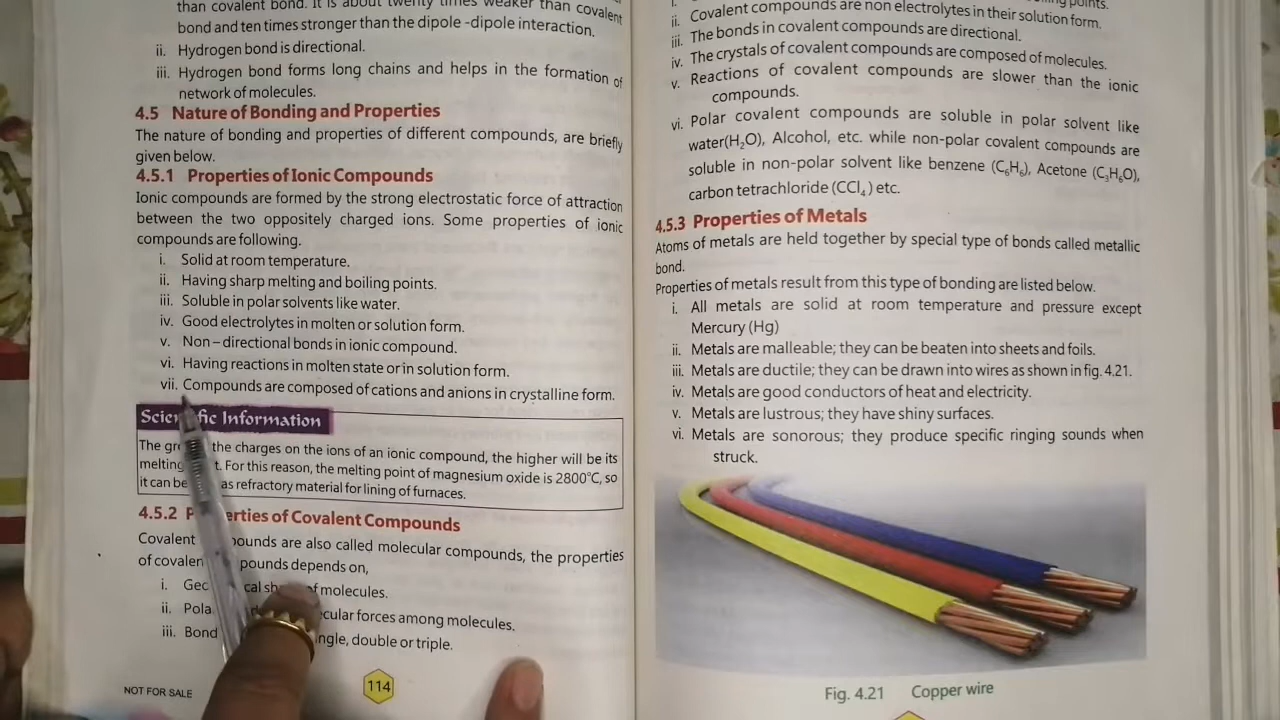 than covalent bond. It is about twenty times weaker than covalent
bond and ten times stronger than the dipole -dipole interaction.
ii. Hydrogen bond is directional.
iii. Hydrogen bond forms long chains and helps in the formation of
network of molecules.
4.5 Nature of Bonding and Properties
The nature of bonding and properties of different compounds, are briefly
given below.
4.5.1 Properties of Ionic Compounds
Ionic compounds are formed by the strong electrostatic force of attraction
between the two oppositely charged ions. Some properties of ionic
compounds are following.
i. Solid at room temperature.
ii. Having sharp melting and boiling points.
iii. Soluble in polar solvents like water.
iv. Good electrolytes in molten or solution form.
v. Non – directional bonds in ionic compound.
vi. Having reactions in molten state or in solution form.
vii. Compounds are composed of cations and anions in crystalline form.
Scientific Information
The the charges on the ions of an ionic compound, the higher will be its
melting For this reason, the melting point of magnesium oxide is 2800°C, so
it can be as refractory material for lining of furnaces.
4.5.2 Properties of Covalent Compounds
Covalent compounds are also called molecular compounds, the properties
of covalent compounds depends on,
i. of molecules.
ii. forces among molecules.
iii. Bond double or triple.
NOT FOR SALE
114
points.
ii. Covalent compounds are non electrolytes in their solution form.
iii. The bonds in covalent compounds are directional.
iv. The crystals of covalent compounds are composed of molecules.
v. Reactions of covalent compounds are slower than the ionic
compounds.
vi. Polar covalent compounds are soluble in polar solvent like
water(H₂O), Alcohol, etc. while non-polar covalent compounds are
soluble in non-polar solvent like benzene (C₆H₆), Acetone (C₃H₆O),
carbon tetrachloride (CCl₄) etc.
4.5.3 Properties of Metals
Atoms of metals are held together by special type of bonds called metallic
bond.
Properties of metals result from this type of bonding are listed below.
i. All metals are solid at room temperature and pressure except
Mercury (Hg)
ii. Metals are malleable; they can be beaten into sheets and foils.
iii. Metals are ductile; they can be drawn into wires as shown in fig. 4.21.
iv. Metals are good conductors of heat and electricity.
v. Metals are lustrous; they have shiny surfaces.
vi. Metals are sonorous; they produce specific ringing sounds when
struck.
Fig. 4.21 Copper wire